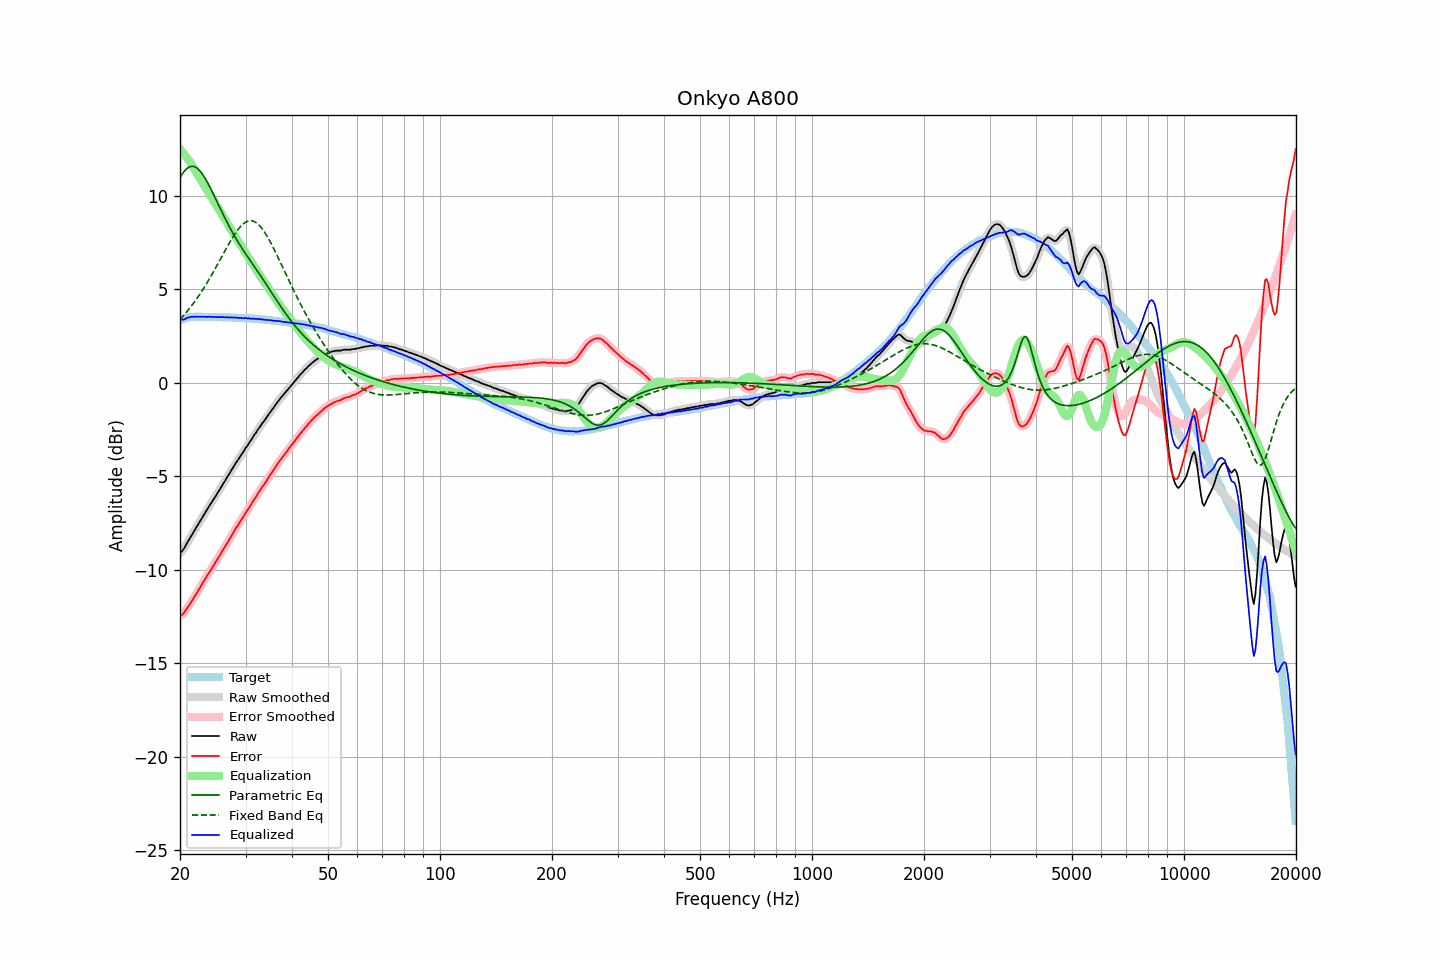 Onkyo A800
Amplitude (dBr)
10
5
0
−5
−10
−15
−20
−25
Target
Raw Smoothed
Error Smoothed
Raw
Error
Equalization
Parametric Eq
Fixed Band Eq
Equalized
20 50 100 200 500 1000 2000 5000 10000 20000
Frequency (Hz)